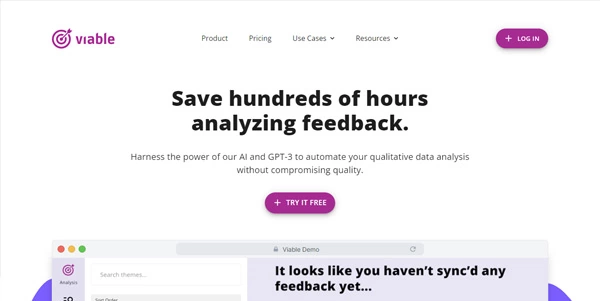 viable
Product Pricing Use Cases Resources
LOG IN
Save hundreds of hours
analyzing feedback.
Harness the power of our AI and GPT-3 to automate your qualitative data analysis
without compromising quality.
TRY IT FREE
Viable Demo
Analysis
Search themes...
Sort Order
It looks like you haven't sync'd any
feedback yet...